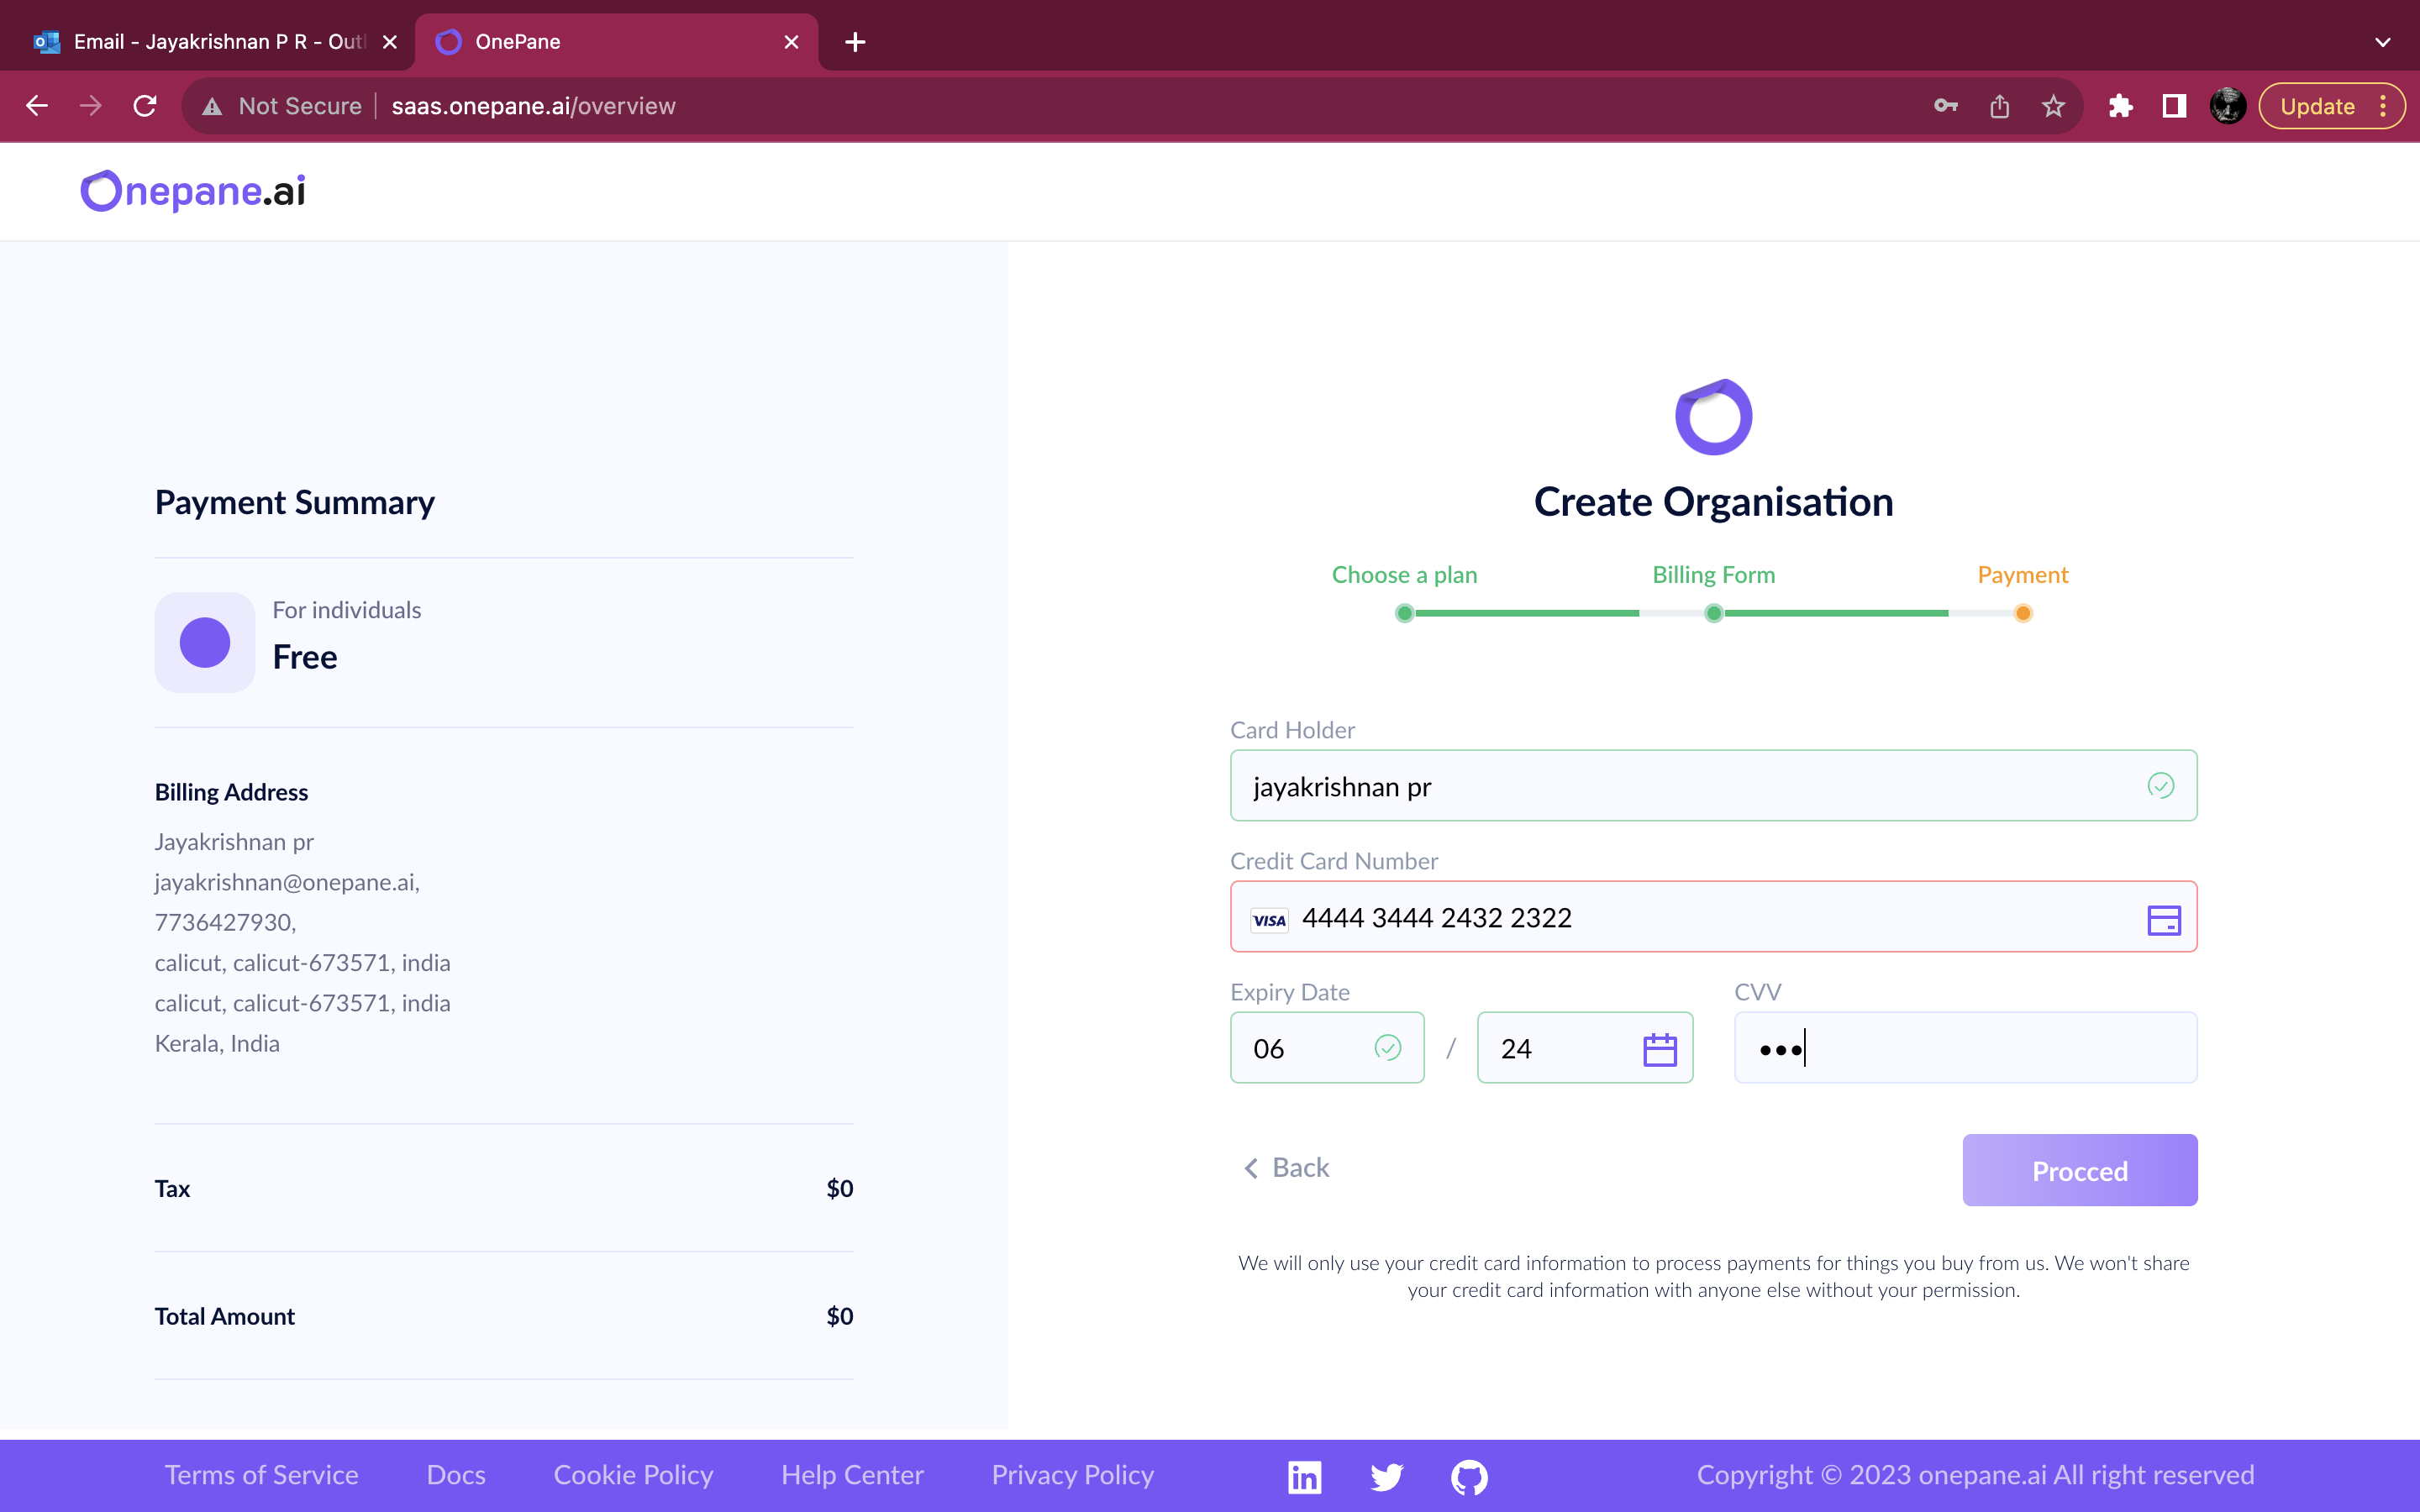 Email - Jayakrishnan P R - Out
OnePane
Not Secure
saas.onepane.ai/overview
Update
Onepane.ai
Payment Summary
For individuals
Free
Billing Address
Jayakrishnan pr
jayakrishnan@onepane.ai,
7736427930,
calicut, calicut-673571, india
calicut, calicut-673571, india
Kerala, India
Tax $0
Total Amount $0
Create Organisation
Choose a plan Billing Form Payment
Card Holder
jayakrishnan pr
Credit Card Number
VISA 4444 3444 2432 2322
Expiry Date CVV
06 / 24 •••
Back
Procced
We will only use your credit card information to process payments for things you buy from us. We won't share
your credit card information with anyone else without your permission.
Terms of Service Docs Cookie Policy Help Center Privacy Policy in Copyright © 2023 onepane.ai All right reserved